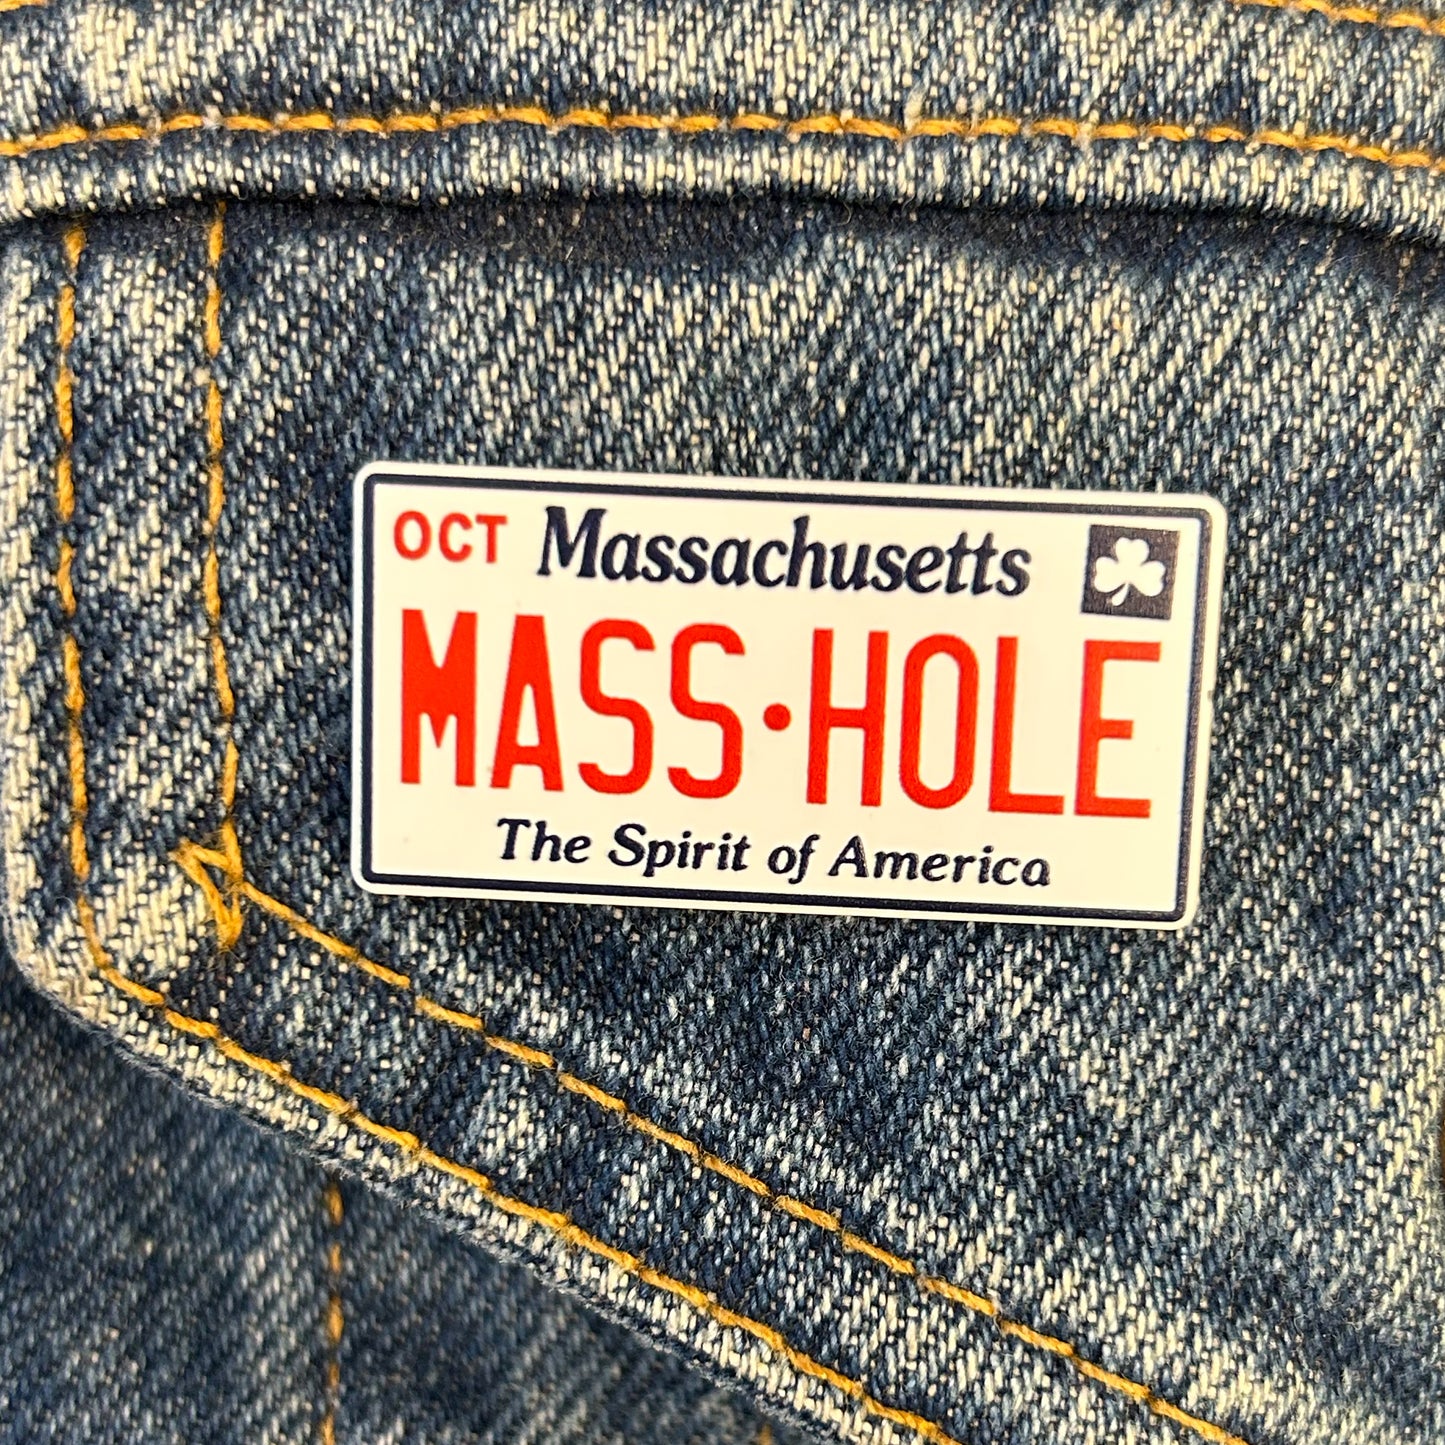 OCT Massachusetts
MASS·HOLE
The Spirit of America